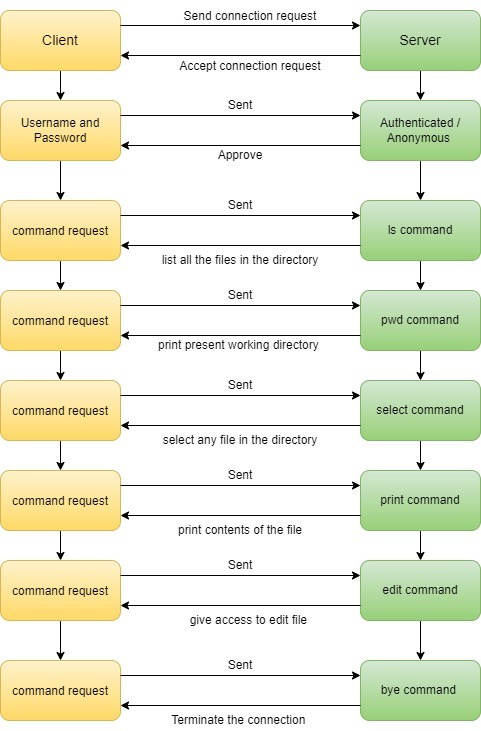 Send connection request
Client
Server
Accept connection request
Sent
Username and
Password
Authenticated /
Anonymous
Approve
Sent
command request
ls command
list all the files in the directory
Sent
command request
pwd command
print present working directory
Sent
command request
select command
select any file in the directory
Sent
command request
print command
print contents of the file
Sent
command request
edit command
give access to edit file
Sent
command request
bye command
Terminate the connection